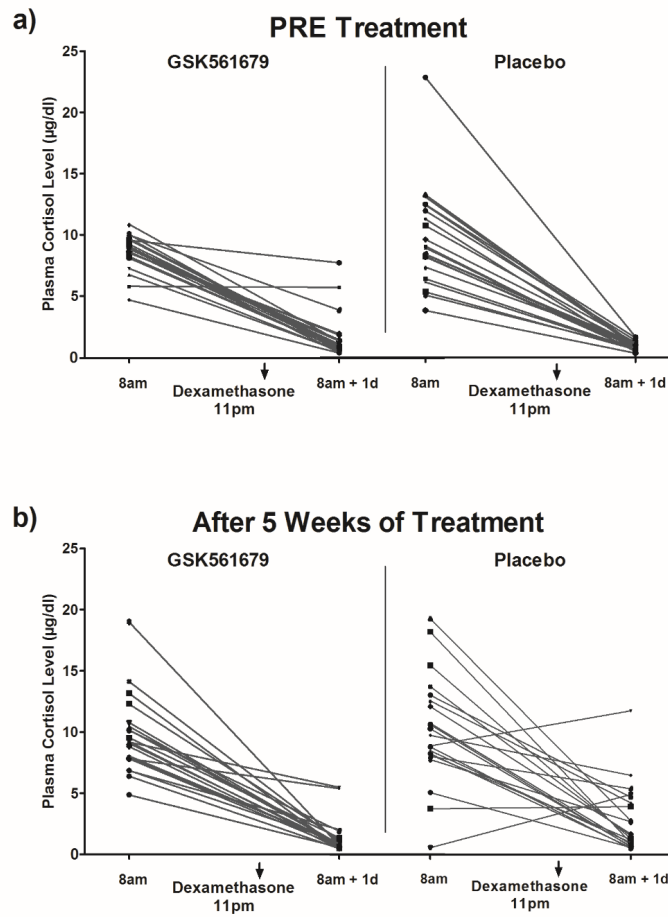 a)
PRE Treatment
GSK561679
Placebo
Plasma Cortisol Level (µg/dl)
25
20
15
10
5
0
8am
Dexamethasone
11pm
8am + 1d
8am
Dexamethasone
11pm
8am + 1d
b)
After 5 Weeks of Treatment
GSK561679
Placebo
Plasma Cortisol Level (µg/dl)
25
20
15
10
5
0
8am
Dexamethasone
11pm
8am + 1d
8am
Dexamethasone
11pm
8am + 1d